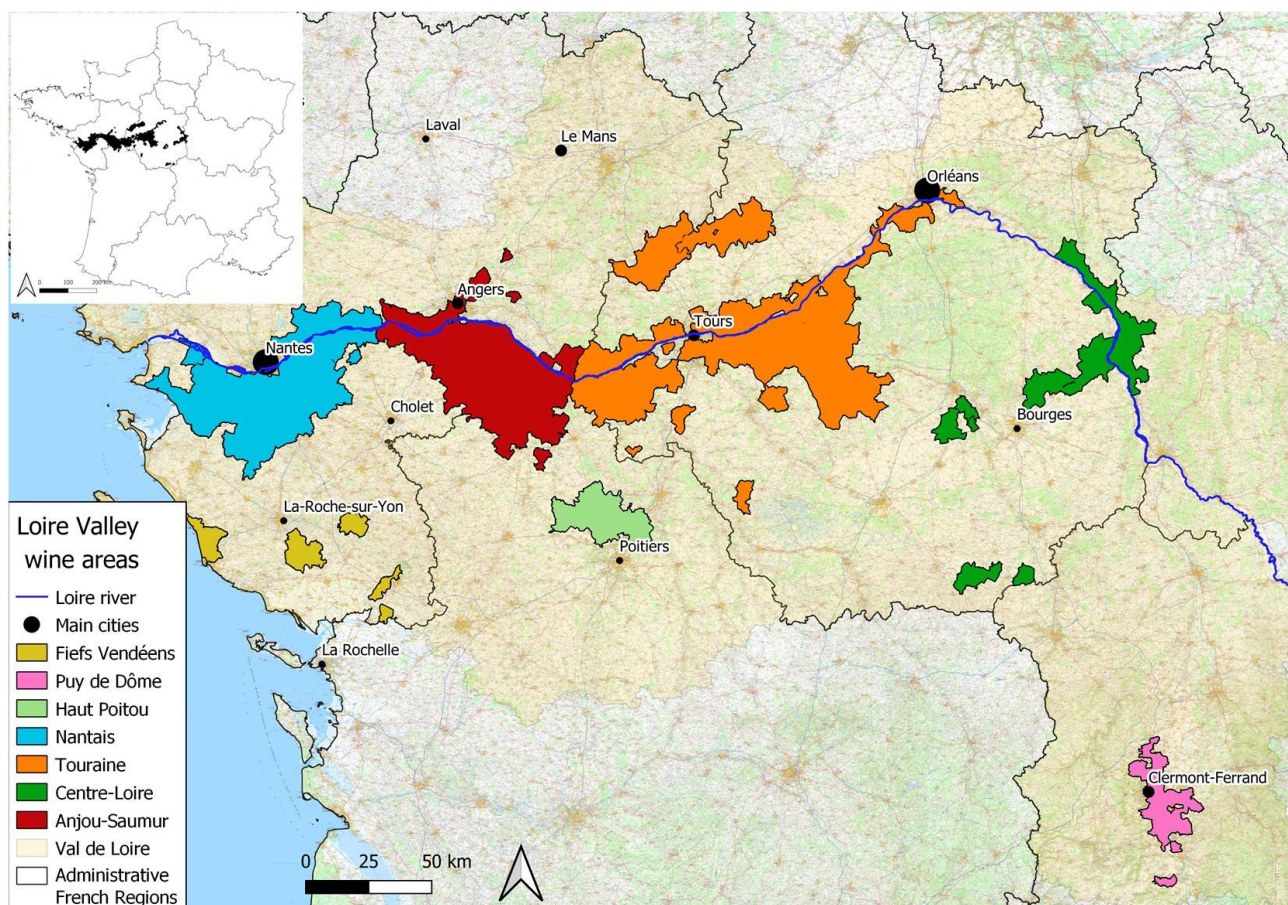 0 100 200 km
Laval
Le Mans
Orléans
Angers
Tours
Nantes
Cholet
Bourges
La-Roche-sur-Yon
Poitiers
La Rochelle
Clermont-Ferrand
Loire Valley
wine areas
Loire river
Main cities
Fiefs Vendéens
Puy de Dôme
Haut Poitou
Nantais
Touraine
Centre-Loire
Anjou-Saumur
Val de Loire
Administrative
French Regions
0 25 50 km